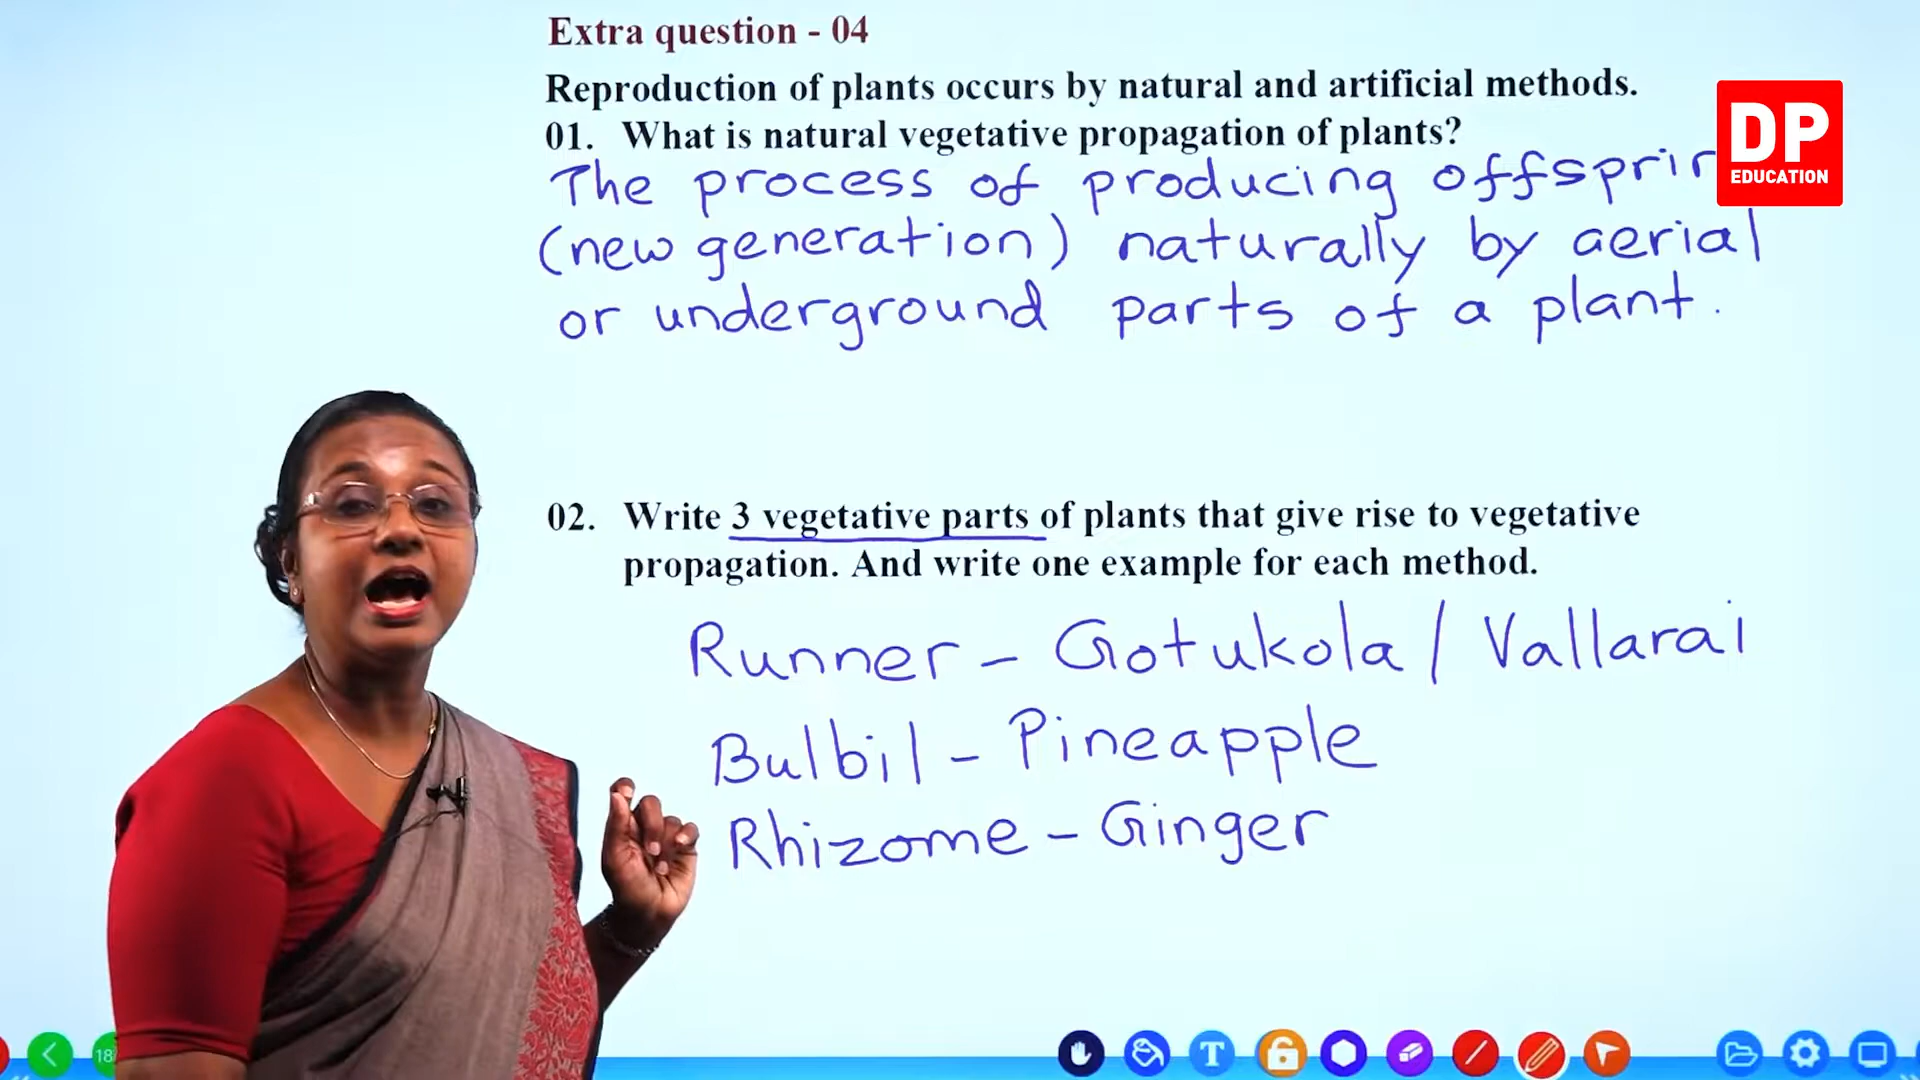 Extra question - 04
Reproduction of plants occurs by natural and artificial methods.
01. What is natural vegetative propagation of plants?
The process of producing offsprin
(new generation) naturally by aerial
or underground parts of a plant.
DP
EDUCATION
02. Write 3 vegetative parts of plants that give rise to vegetative
propagation. And write one example for each method.
Runner - Gotukola / Vallarai
Bulbil - Pineapple
Rhizome - Ginger
18
T